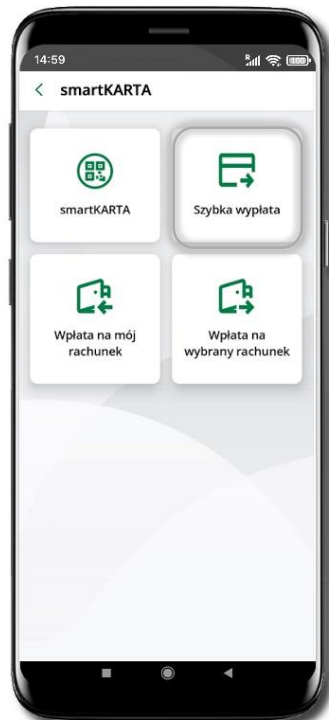 14:59
smartKARTA
smartKARTA
Szybka wypłata
Wpłata na mój
rachunek
Wpłata na
wybrany rachunek